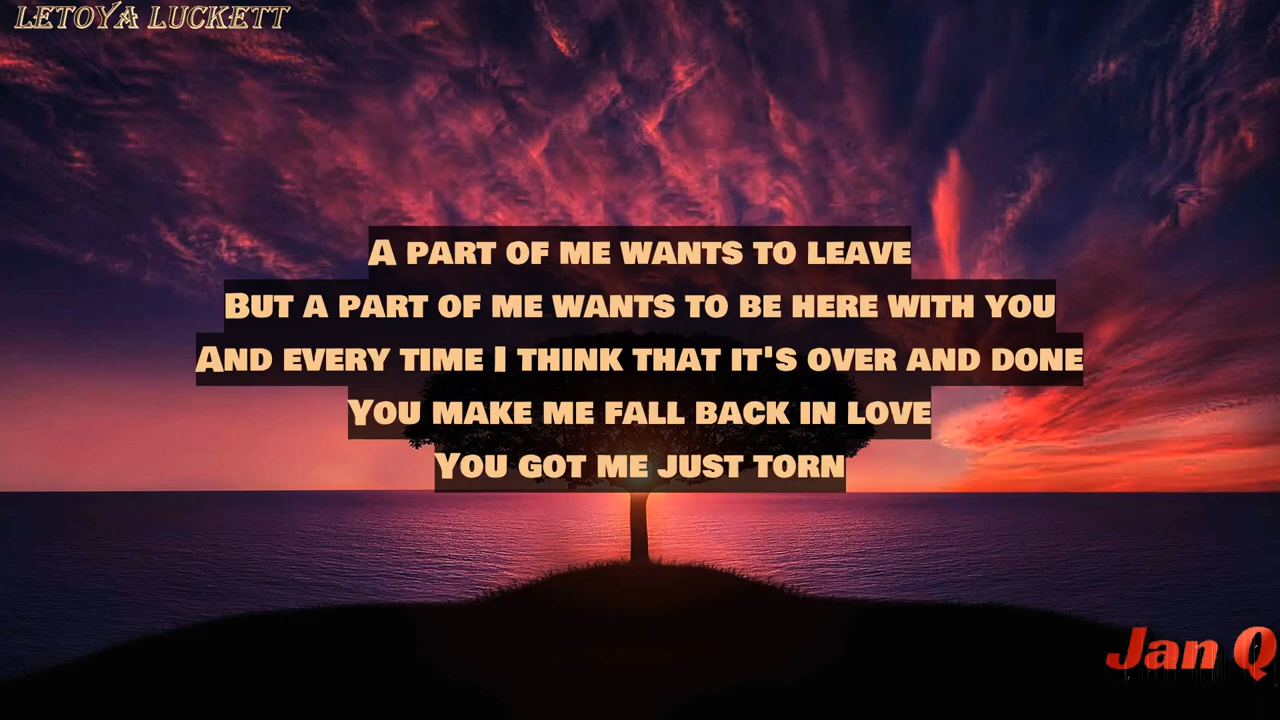 LETOYA LUCKETT
A PART OF ME WANTS TO LEAVE
BUT A PART OF ME WANTS TO BE HERE WITH YOU
AND EVERY TIME I THINK THAT IT'S OVER AND DONE
YOU MAKE ME FALL BACK IN LOVE
YOU GOT ME JUST TORN
Jan Q